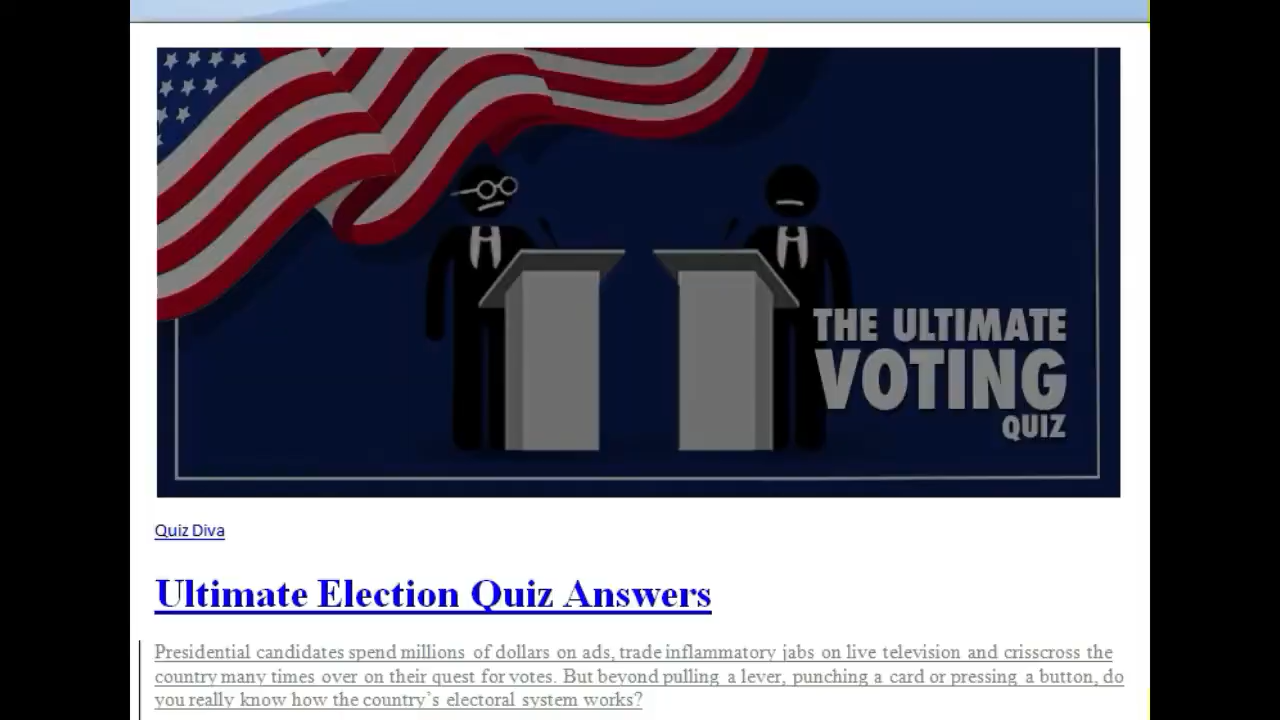 THE ULTIMATE
VOTING
QUIZ
Quiz Diva
Ultimate Election Quiz Answers
Presidential candidates spend millions of dollars on ads, trade inflammatory jabs on live television and crisscross the
country many times over on their quest for votes. But beyond pulling a lever, punching a card or pressing a button, do
you really know how the country’s electoral system works?